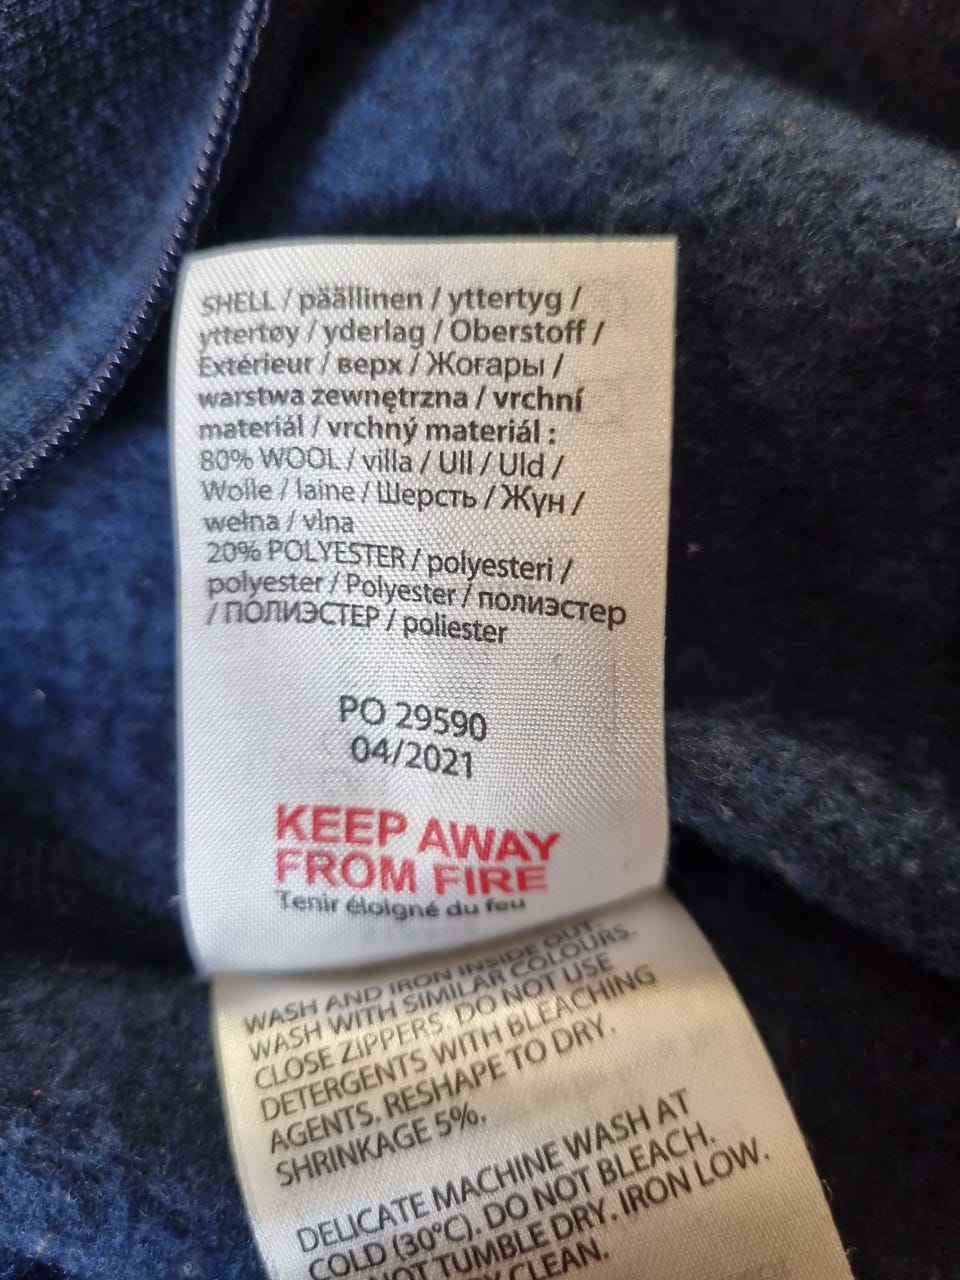 SHELL / päällinen / yttertyg /
yttertøy / yderlag / Oberstoff /
Extérieur / верх / Жоғары /
warstwa zewnętrzna / vrchní
materiál / vrchný materiál :
80% WOOL / villa / Ull / Uld /
Wolle / laine / Шерсть / Жүн /
wełna / vlna
20% POLYESTER / polyesteri /
polyester / Polyester / полиэстер
/ ПОЛИЭСТЕР / poliester
PO 29590
04/2021
KEEP AWAY
FROM FIRE
Tenir éloigné du feu
WASH AND IRON INSIDE OUT.
WASH WITH SIMILAR COLOURS.
CLOSE ZIPPERS. DO NOT USE
DETERGENTS WITH BLEACHING
AGENTS. RESHAPE TO DRY.
SHRINKAGE 5%.
DELICATE MACHINE WASH AT
COLD (30°C). DO NOT BLEACH.
NOT TUMBLE DRY. IRON LOW.
CLEAN.